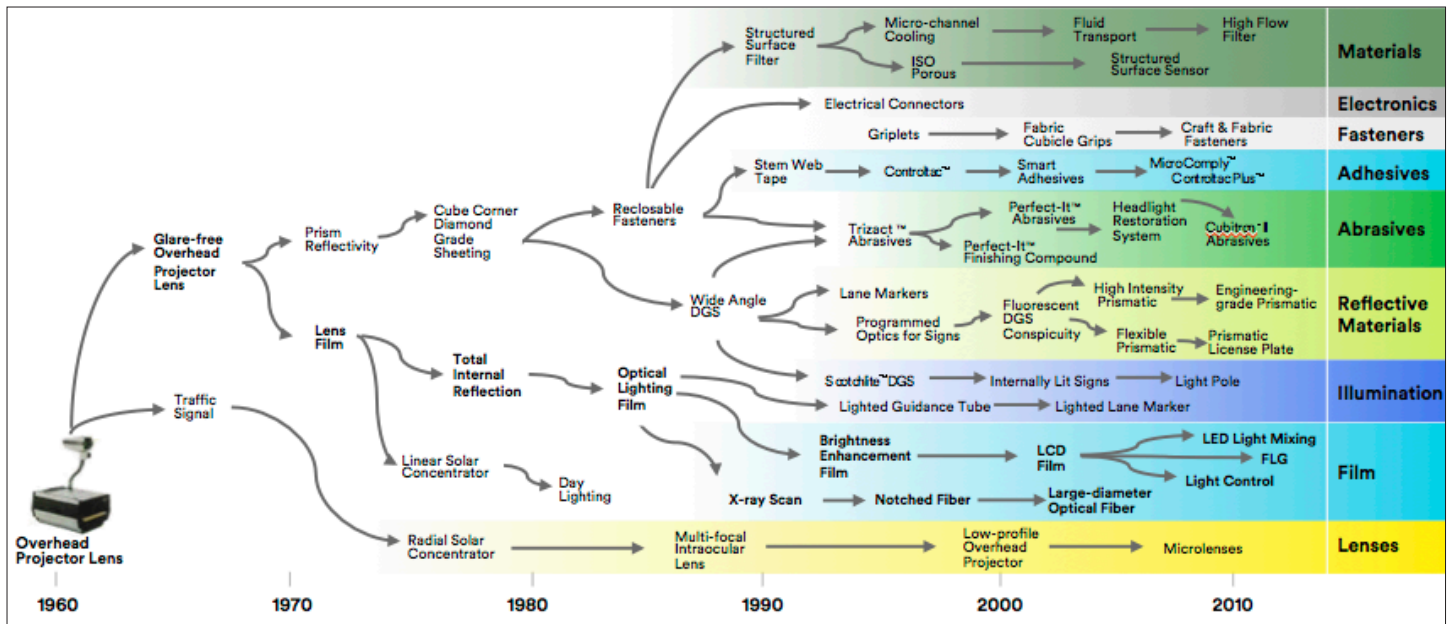 Structured
Surface
Filter
Micro-channel
Cooling
Fluid
Transport
High Flow
Filter
ISO
Porous
Structured
Surface Sensor
Materials
Electrical Connectors
Electronics
Griplets
Fabric
Cubicle Grips
Craft & Fabric
Fasteners
Fasteners
Stem Web
Tape
Controltac™
Smart
Adhesives
MicroComply™
ControltacPlus™
Adhesives
Glare-free
Overhead
Projector
Lens
Prism
Reflectivity
Cube Corner
Diamond
Grade
Sheeting
Reclosable
Fasteners
Trizact ™
Abrasives
Perfect-It™
Abrasives
Perfect-It™
Finishing Compound
Headlight
Restoration
System
Cubitron™ II
Abrasives
Abrasives
Wide Angle
DGS
Lane Markers
Programmed
Optics for Signs
Fluorescent
DGS
Conspicuity
High Intensity
Prismatic
Engineering-
grade Prismatic
Flexible
Prismatic
Prismatic
License Plate
Reflective
Materials
Lens
Film
Total
Internal
Reflection
Optical
Lighting
Film
Scotchlite™DGS
Internally Lit Signs
Light Pole
Lighted Guidance Tube
Lighted Lane Marker
Illumination
Traffic
Signal
Linear Solar
Concentrator
Day
Lighting
Brightness
Enhancement
Film
LCD
Film
LED Light Mixing
FLG
Light Control
X-ray Scan
Notched Fiber
Large-diameter
Optical Fiber
Film
Overhead
Projector Lens
Radial Solar
Concentrator
Multi-focal
Intraocular
Lens
Low-profile
Overhead
Projector
Microlenses
Lenses
1960
1970
1980
1990
2000
2010